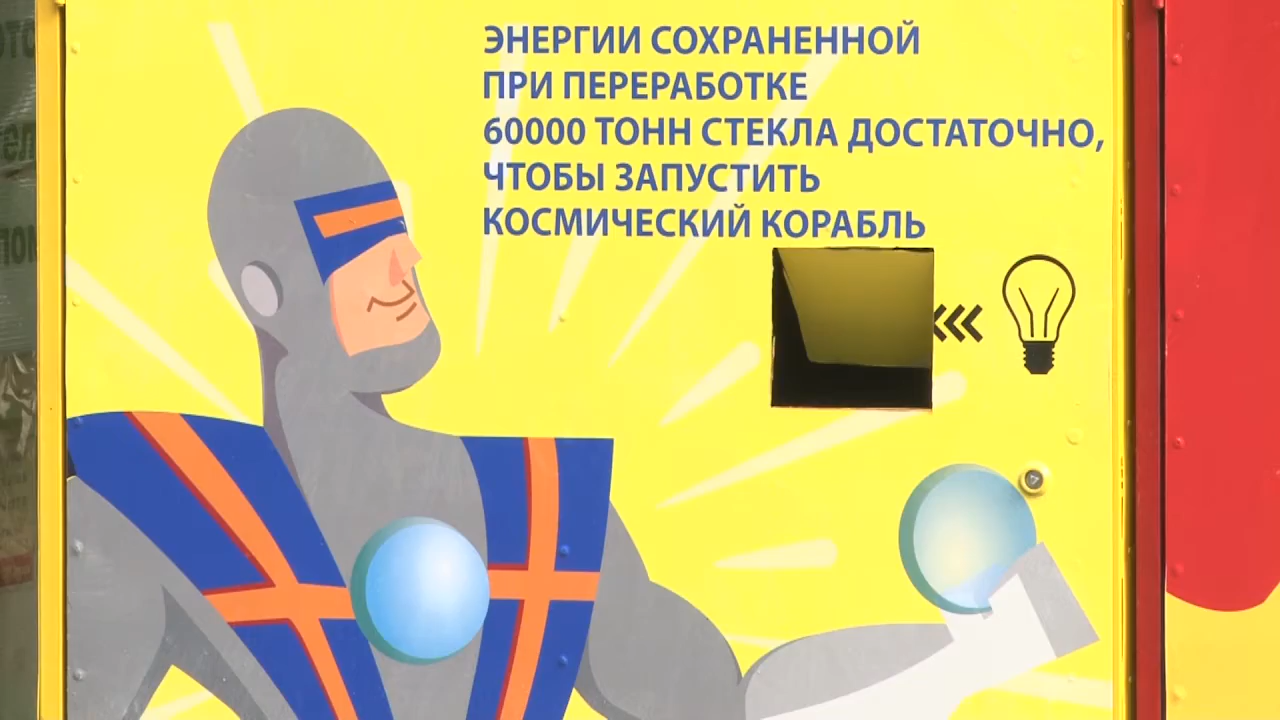 ЭНЕРГИИ СОХРАНЕННОЙ
ПРИ ПЕРЕРАБОТКЕ
60000 ТОНН СТЕКЛА ДОСТАТОЧНО,
ЧТОБЫ ЗАПУСТИТЬ
КОСМИЧЕСКИЙ КОРАБЛЬ